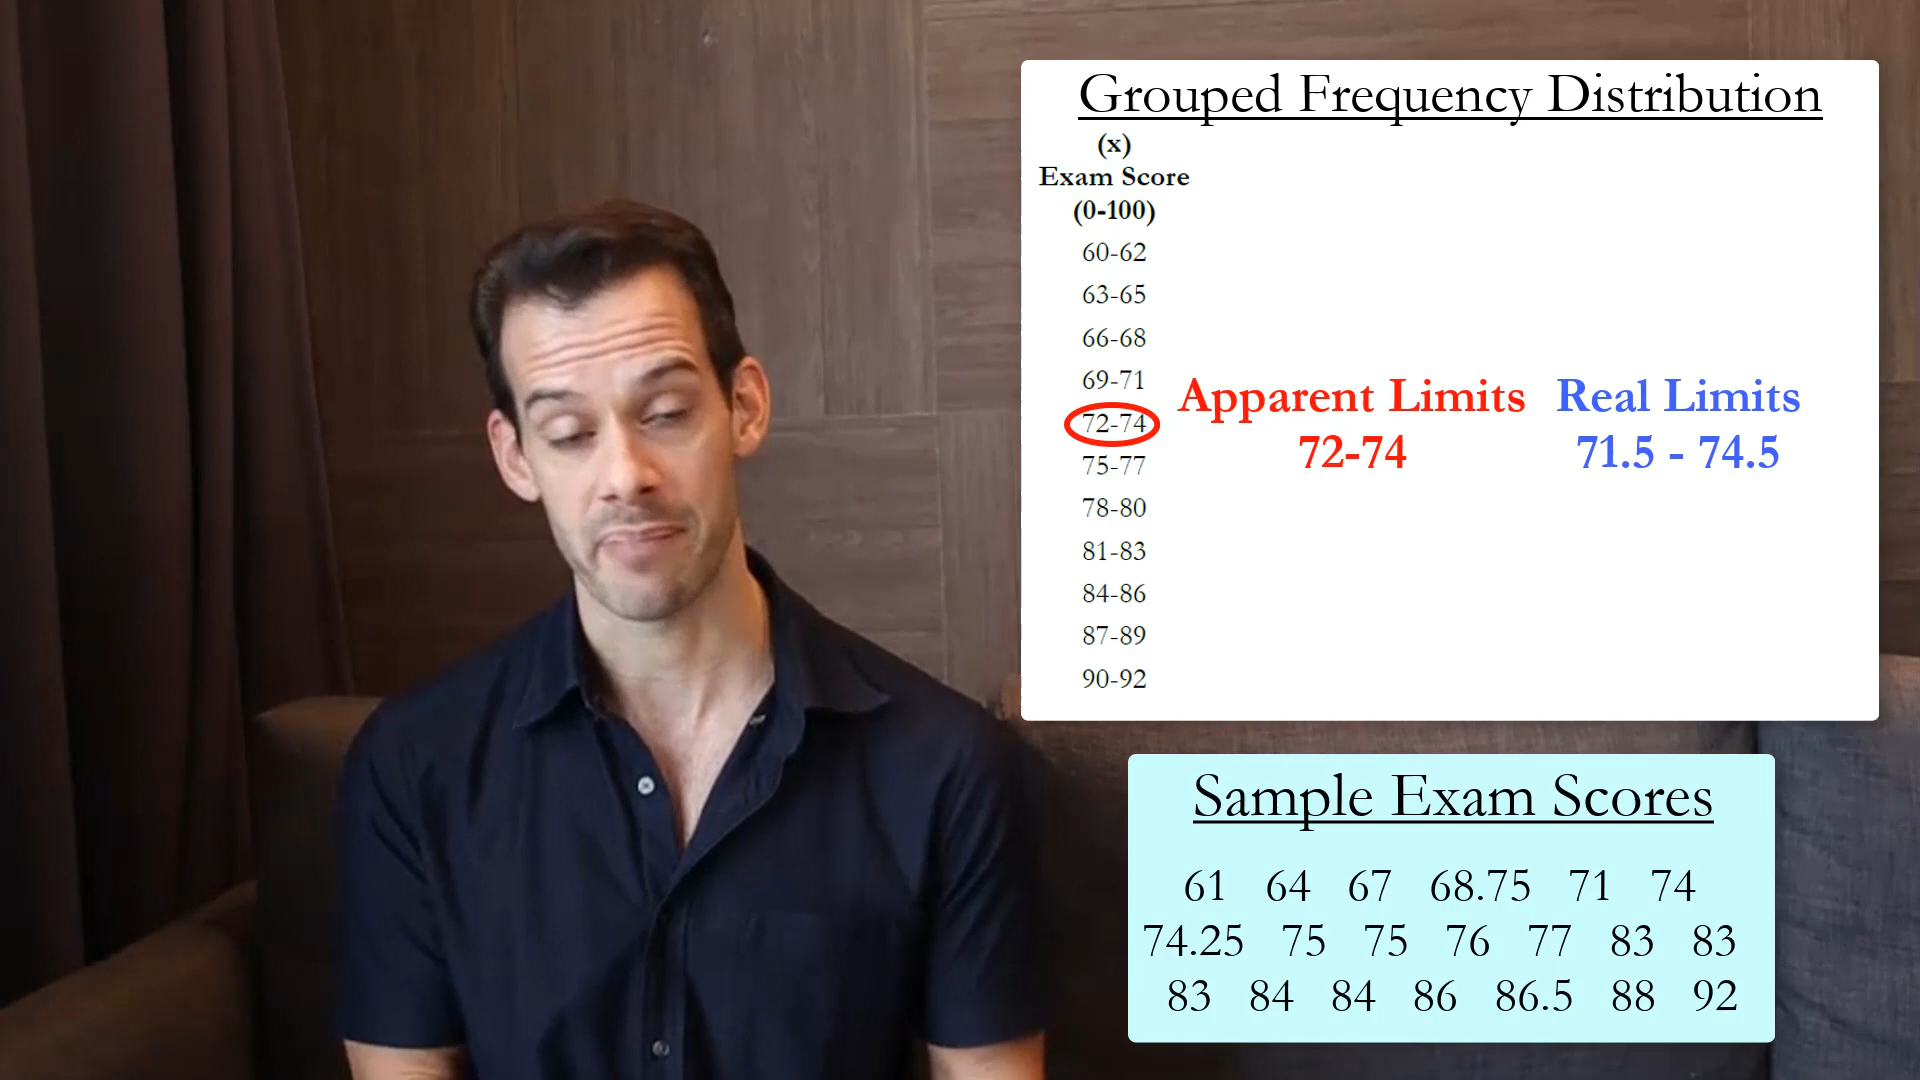 Grouped Frequency Distribution
(x)
Exam Score
(0-100)
60-62
63-65
66-68
69-71
72-74
75-77
78-80
81-83
84-86
87-89
90-92
Apparent Limits
72-74
Real Limits
71.5 - 74.5
Sample Exam Scores
61 64 67 68.75 71 74
74.25 75 75 76 77 83 83
83 84 84 86 86.5 88 92